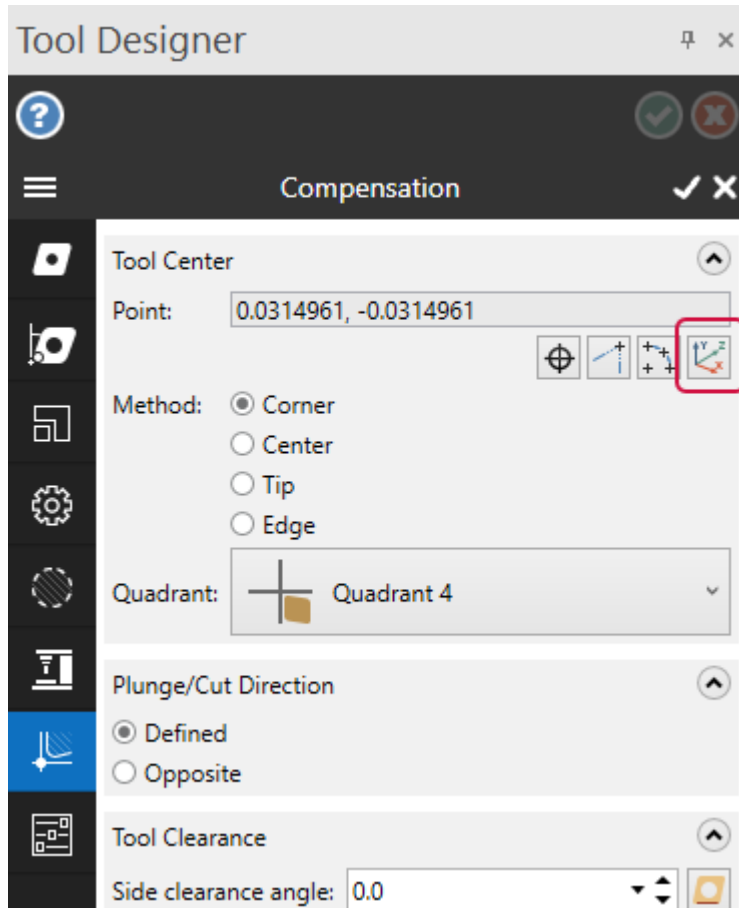 Tool Designer
?
Compensation
Tool Center
Point: 0.0314961, -0.0314961
Y Z X
Method: Corner
Center
Tip
Edge
Quadrant: Quadrant 4
Plunge/Cut Direction
Defined
Opposite
Tool Clearance
Side clearance angle: 0.0